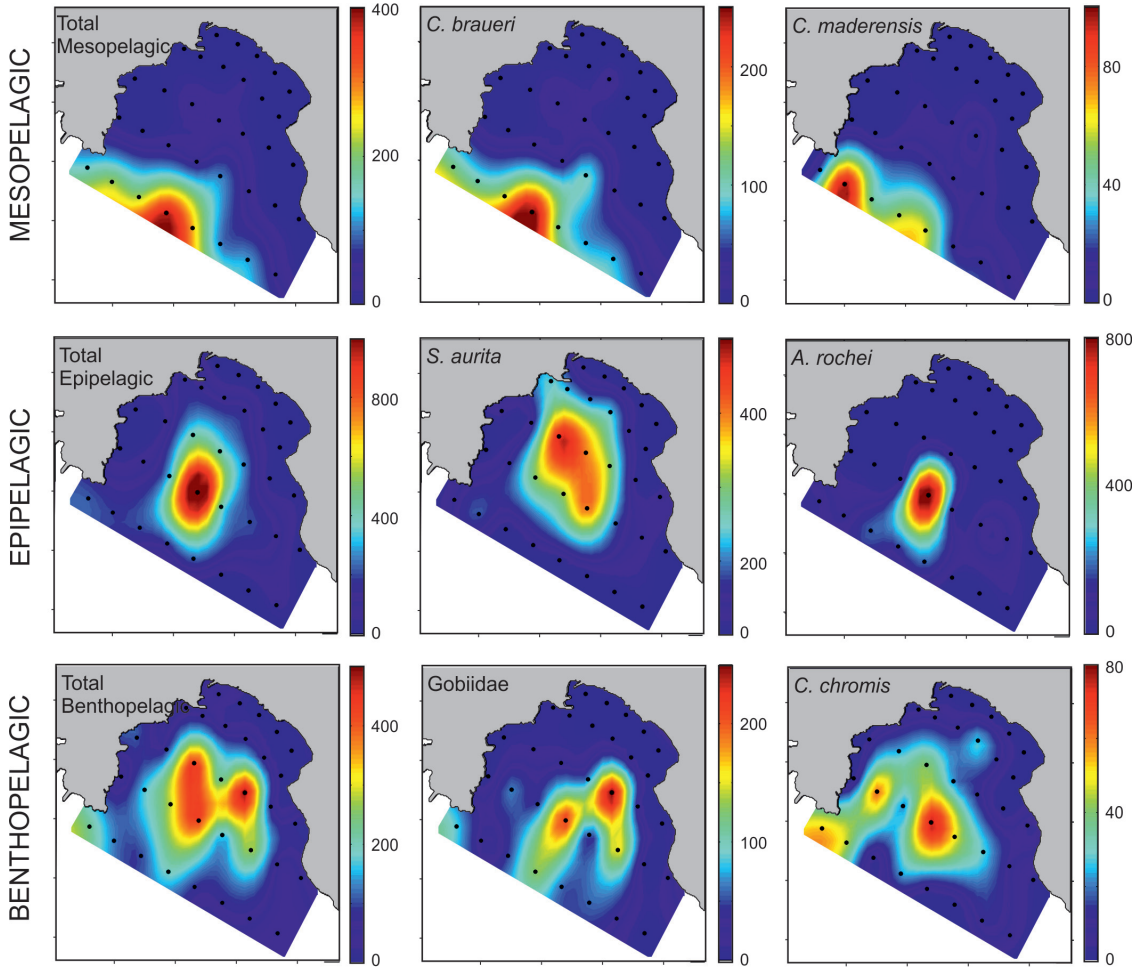 MESOPELAGIC
Total
Mesopelagic
400
200
0
C. braueri
200
100
0
C. maderensis
80
40
0
EPIPELAGIC
Total
Epipelagic
800
400
0
S. aurita
400
200
0
A. rochei
800
400
0
BENTHOPELAGIC
Total
Benthopelagic
400
200
0
Gobiidae
200
100
0
C. chromis
80
40
0